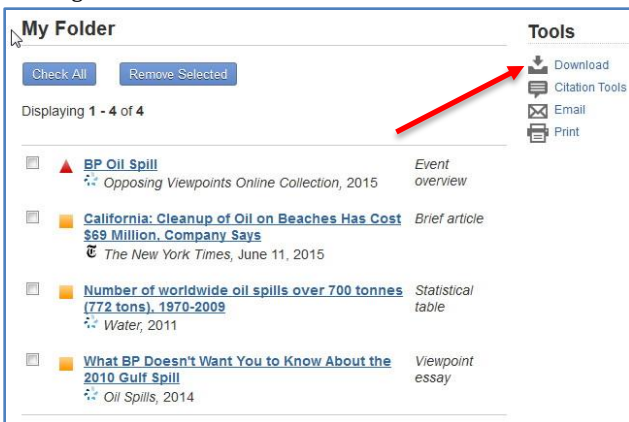 My Folder
Tools
Check All
Remove Selected
Download
Citation Tools
Displaying 1 - 4 of 4
Email
Print
BP Oil Spill
Event
Opposing Viewpoints Online Collection, 2015
overview
California: Cleanup of Oil on Beaches Has Cost
Brief article
$69 Million, Company Says
The New York Times, June 11, 2015
Number of worldwide oil spills over 700 tonnes
Statistical
(772 tons), 1970-2009
table
Water, 2011
What BP Doesn't Want You to Know About the
Viewpoint
2010 Gulf Spill
essay
Oil Spills, 2014